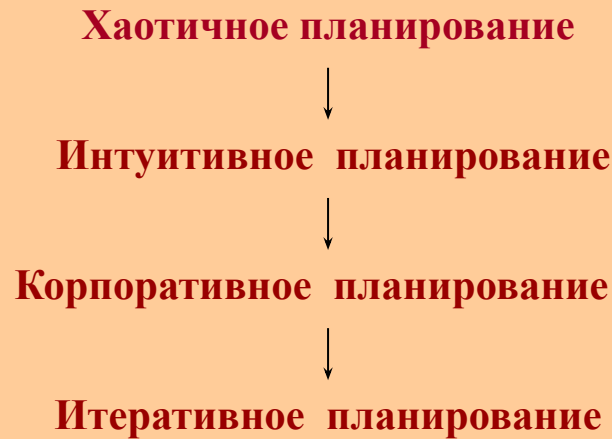 Хаотичное планирование
Интуитивное планирование
Корпоративное планирование
Итеративное планирование